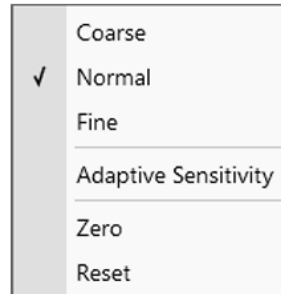 Coarse
✓ Normal
Fine
Adaptive Sensitivity
Zero
Reset